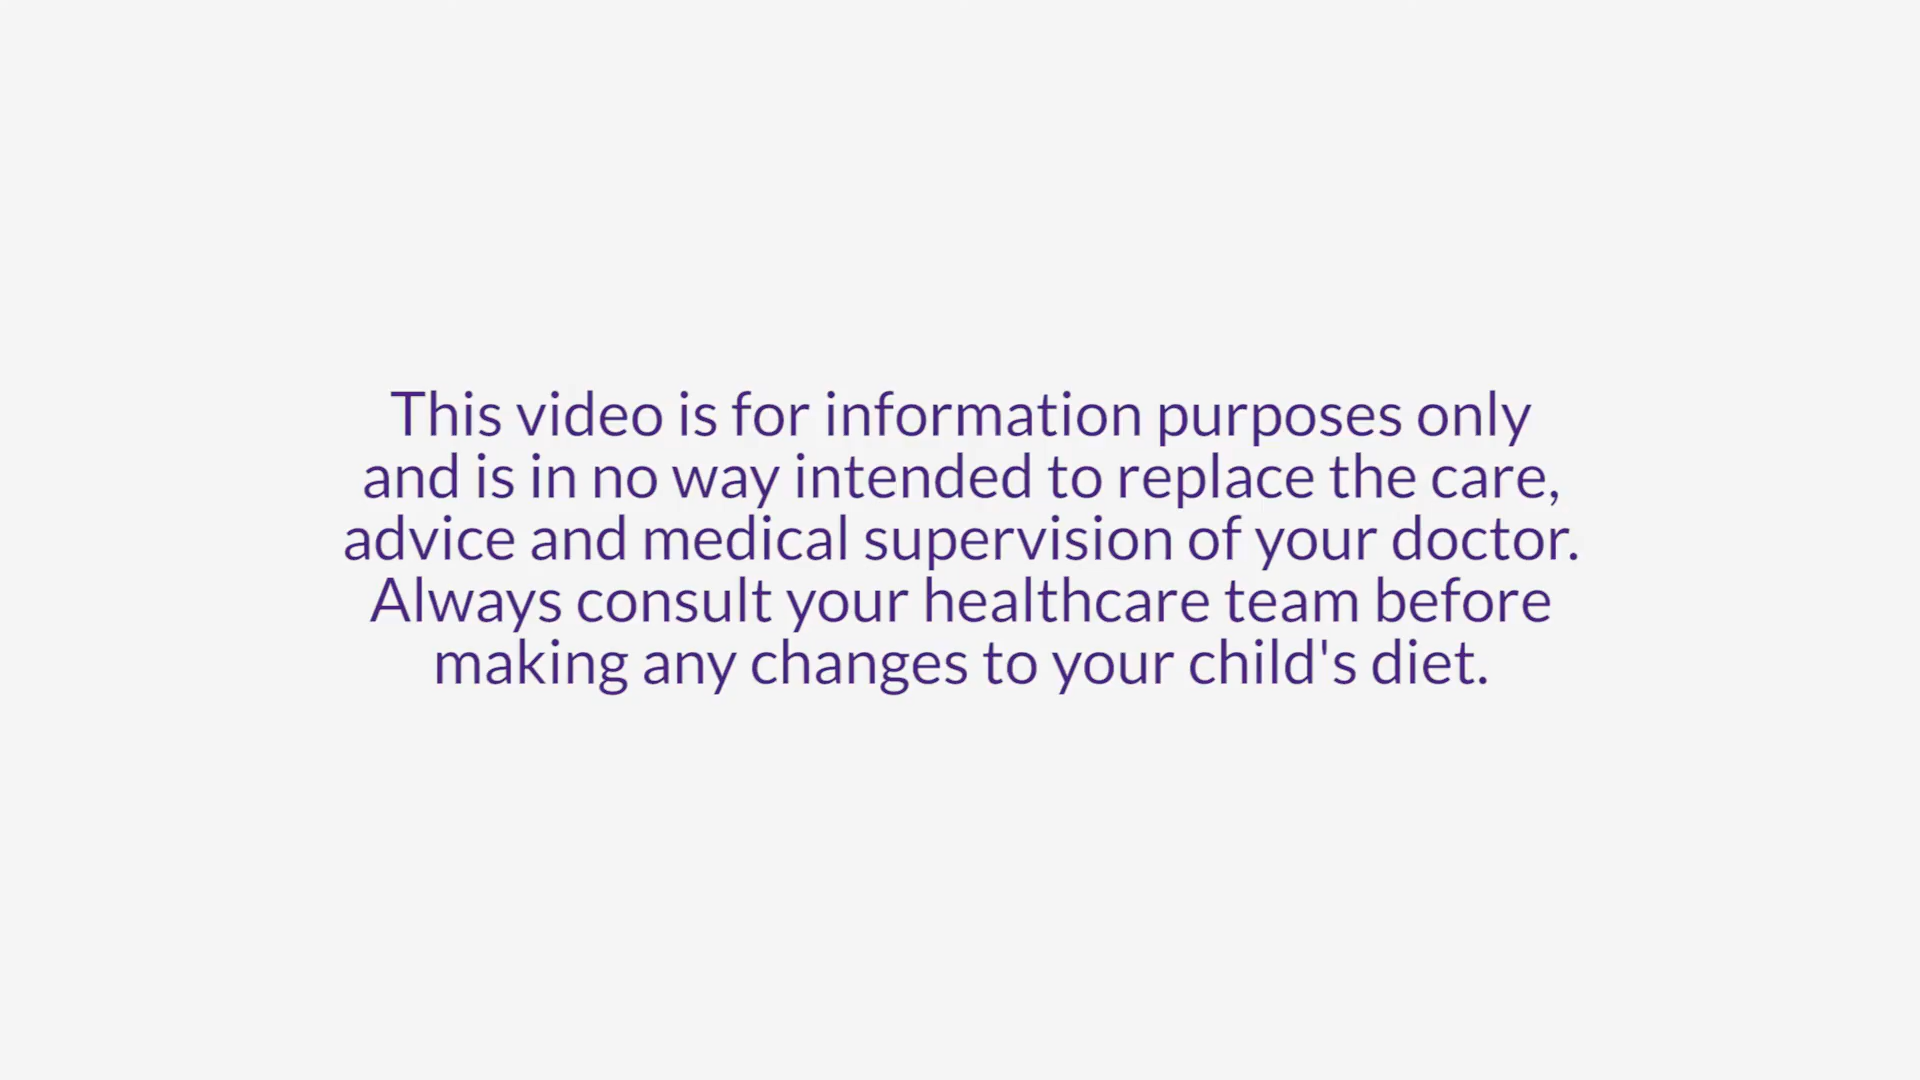 This video is for information purposes only
and is in no way intended to replace the care,
advice and medical supervision of your doctor.
Always consult your healthcare team before
making any changes to your child's diet.